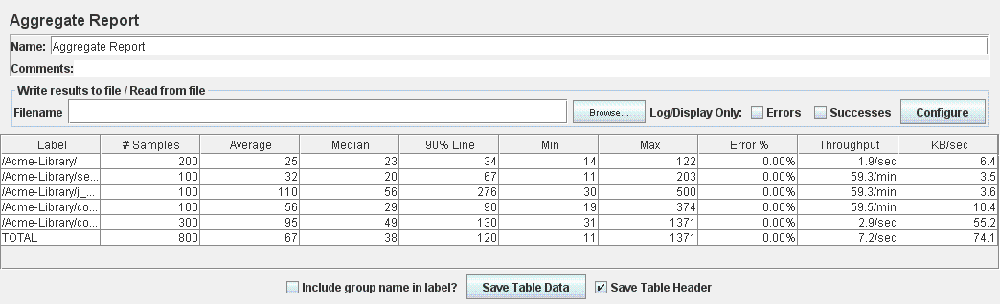 Aggregate Report
Name: Aggregate Report
Comments:
Write results to file / Read from file
Filename Browse... Log/Display Only: Errors Successes Configure
Label # Samples Average Median 90% Line Min Max Error % Throughput KB/sec
/Acme-Library/ 200 25 23 34 14 122 0.00% 1.9/sec 6.4
/Acme-Library/se... 100 32 20 67 11 203 0.00% 59.3/min 3.5
/Acme-Library/j_... 100 110 56 276 30 500 0.00% 59.3/min 3.6
/Acme-Library/co... 100 56 29 90 19 374 0.00% 59.5/min 10.4
/Acme-Library/co... 300 95 49 130 31 1371 0.00% 2.9/sec 55.2
TOTAL 800 67 38 120 11 1371 0.00% 7.2/sec 74.1
Include group name in label? Save Table Data Save Table Header